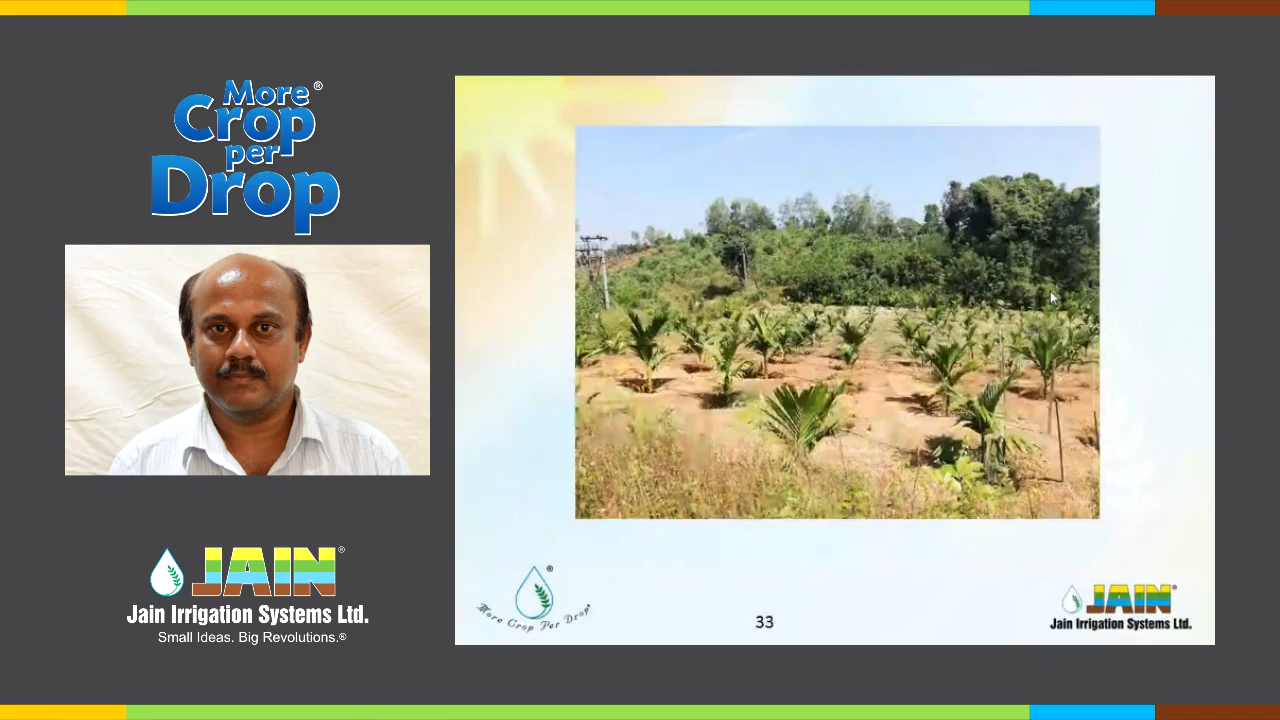 More®
Crop
per
Drop
JAIN®
Jain Irrigation Systems Ltd.
Small Ideas. Big Revolutions.®
More Crop Per Drop®
33
JAIN®
Jain Irrigation Systems Ltd.